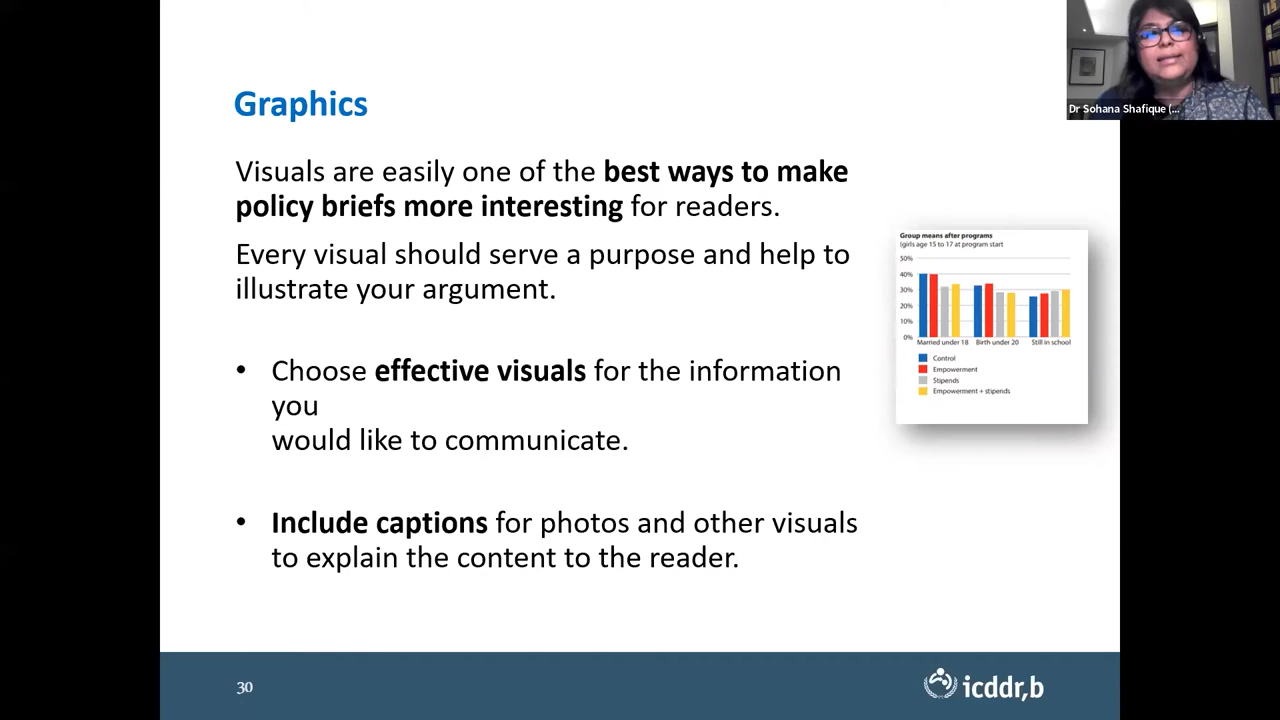 Graphics
Visuals are easily one of the best ways to make
policy briefs more interesting for readers.
Every visual should serve a purpose and help to
illustrate your argument.
• Choose effective visuals for the information
you
would like to communicate.
• Include captions for photos and other visuals
to explain the content to the reader.
Group means after programs
(girls age 15 to 17 at program start
50%
40%
30%
20%
10%
0%
Married under 18 Birth under 20 Still in school
Control
Empowerment
Stipends
Empowerment + stipends
Dr Sohana Shafique (...
30
icddr,b